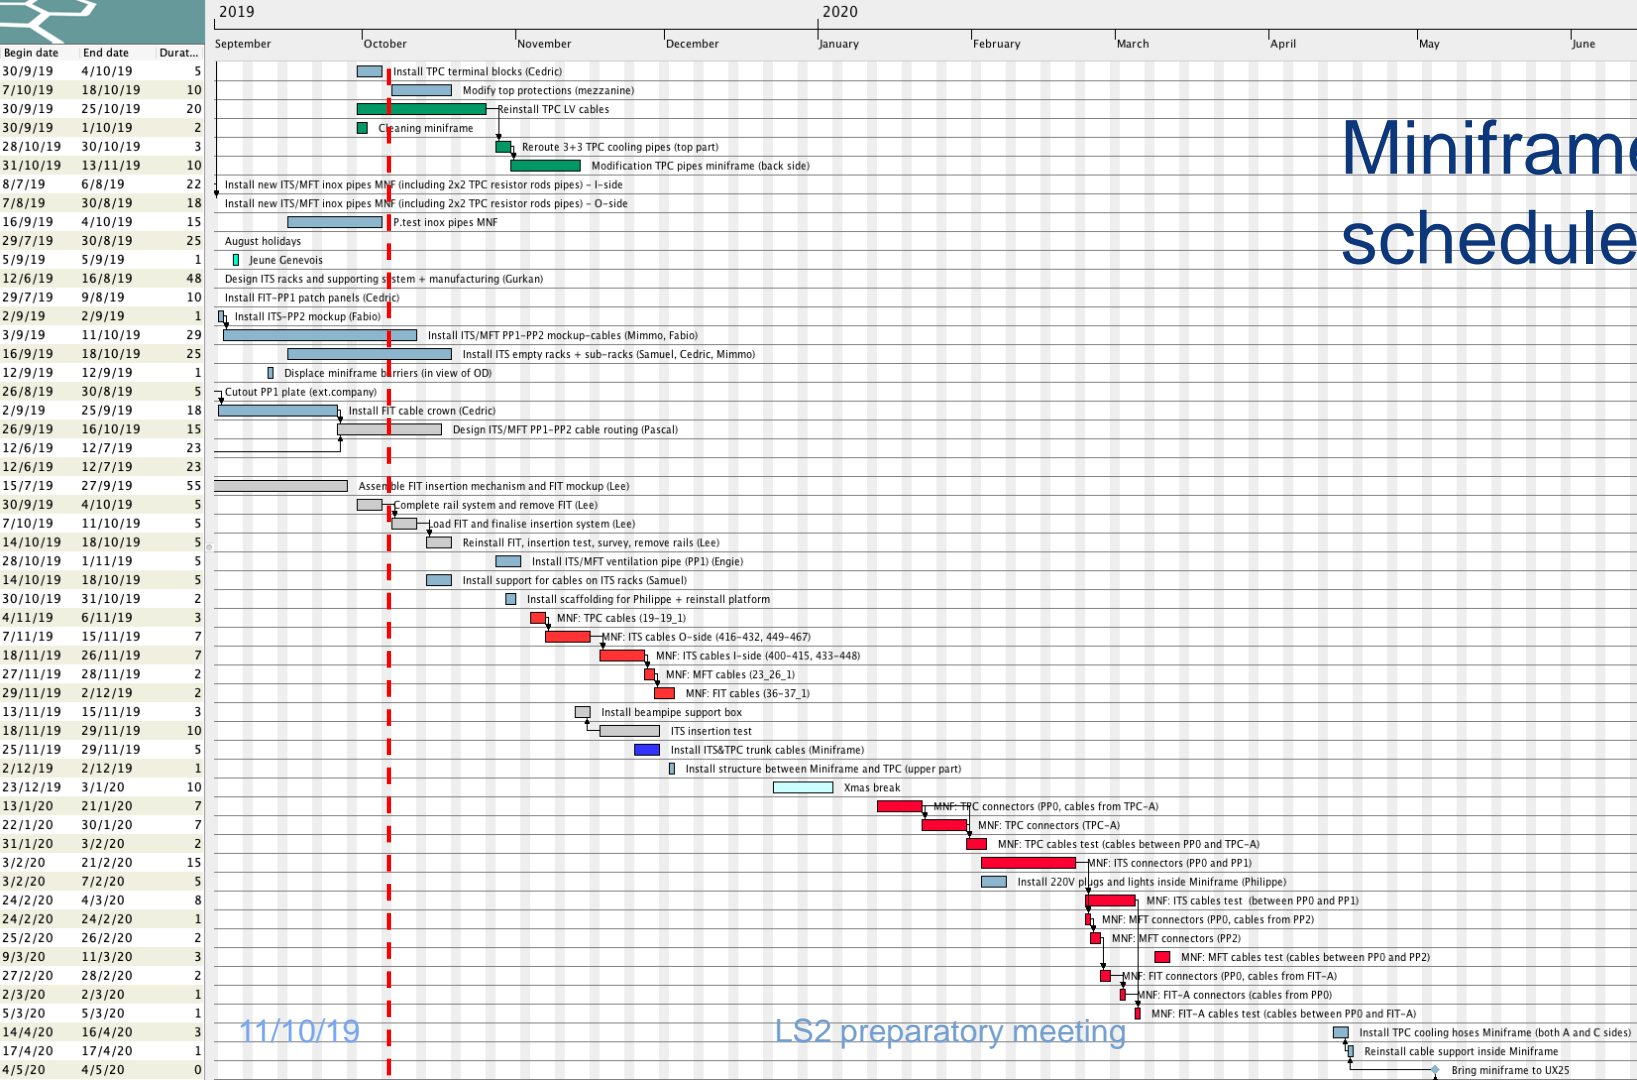 2019 2020
September October November December January February March April May June
Begin date End date Durat...
30/9/19 4/10/19 5 Install TPC terminal blocks (Cedric)
7/10/19 18/10/19 10 Modify top protections (mezzanine)
30/9/19 25/10/19 20 Reinstall TPC LV cables
30/9/19 1/10/19 2 Cleaning miniframe
28/10/19 30/10/19 3 Reroute 3+3 TPC cooling pipes (top part)
31/10/19 13/11/19 10 Modification TPC pipes miniframe (back side)
8/7/19 6/8/19 22 Install new ITS/MFT inox pipes MNF (including 2x2 TPC resistor rods pipes) - I-side
7/8/19 30/8/19 18 Install new ITS/MFT inox pipes MNF (including 2x2 TPC resistor rods pipes) - O-side
16/9/19 4/10/19 15 P.test inox pipes MNF
29/7/19 30/8/19 25 August holidays
5/9/19 5/9/19 1 Jeune Genevois
12/6/19 16/8/19 48 Design ITS racks and supporting system + manufacturing (Gurkan)
29/7/19 9/8/19 10 Install FIT-PP1 patch panels (Cedric)
2/9/19 2/9/19 1 Install ITS-PP2 mockup (Fabio)
3/9/19 11/10/19 29 Install ITS/MFT PP1-PP2 mockup-cables (Mimmo, Fabio)
16/9/19 18/10/19 25 Install ITS empty racks + sub-racks (Samuel, Cedric, Mimmo)
12/9/19 12/9/19 1 Displace miniframe barriers (in view of OD)
26/8/19 30/8/19 5 Cutout PP1 plate (ext.company)
2/9/19 25/9/19 18 Install FIT cable crown (Cedric)
26/9/19 16/10/19 15 Design ITS/MFT PP1-PP2 cable routing (Pascal)
12/6/19 12/7/19 23
12/6/19 12/7/19 23
15/7/19 27/9/19 55 Assemble FIT insertion mechanism and FIT mockup (Lee)
30/9/19 4/10/19 5 Complete rail system and remove FIT (Lee)
7/10/19 11/10/19 5 Load FIT and finalise insertion system (Lee)
14/10/19 18/10/19 5 Reinstall FIT, insertion test, survey, remove rails (Lee)
28/10/19 1/11/19 5 Install ITS/MFT ventilation pipe (PP1) (Engie)
14/10/19 18/10/19 5 Install support for cables on ITS racks (Samuel)
30/10/19 31/10/19 2 Install scaffolding for Philippe + reinstall platform
4/11/19 6/11/19 3 MNF: TPC cables (19-19_1)
7/11/19 15/11/19 7 MNF: ITS cables O-side (416-432, 449-467)
18/11/19 26/11/19 7 MNF: ITS cables I-side (400-415, 433-448)
27/11/19 28/11/19 2 MNF: MFT cables (23_26_1)
29/11/19 2/12/19 2 MNF: FIT cables (36-37_1)
13/11/19 15/11/19 3 Install beampipe support box
18/11/19 29/11/19 10 ITS insertion test
25/11/19 29/11/19 5 Install ITS&TPC trunk cables (Miniframe)
2/12/19 2/12/19 1 Install structure between Miniframe and TPC (upper part)
23/12/19 3/1/20 10 Xmas break
13/1/20 21/1/20 7 MNF: TPC connectors (PP0, cables from TPC-A)
22/1/20 30/1/20 7 MNF: TPC connectors (TPC-A)
31/1/20 3/2/20 2 MNF: TPC cables test (cables between PP0 and TPC-A)
3/2/20 21/2/20 15 MNF: ITS connectors (PP0 and PP1)
3/2/20 7/2/20 5 Install 220V plugs and lights inside Miniframe (Philippe)
24/2/20 4/3/20 8 MNF: ITS cables test (between PP0 and PP1)
24/2/20 24/2/20 1 MNF: MFT connectors (PP0, cables from PP2)
25/2/20 26/2/20 2 MNF: MFT connectors (PP2)
9/3/20 11/3/20 3 MNF: MFT cables test (cables between PP0 and PP2)
27/2/20 28/2/20 2 MNF: FIT connectors (PP0, cables from FIT-A)
2/3/20 2/3/20 1 MNF: FIT-A connectors (cables from PP0)
5/3/20 5/3/20 1 MNF: FIT-A cables test (cables between PP0 and FIT-A)
14/4/20 16/4/20 3 Install TPC cooling hoses Miniframe (both A and C sides)
17/4/20 17/4/20 1 Reinstall cable support inside Miniframe
4/5/20 4/5/20 0 Bring miniframe to UX25
Miniframe
schedule
11/10/19 LS2 preparatory meeting